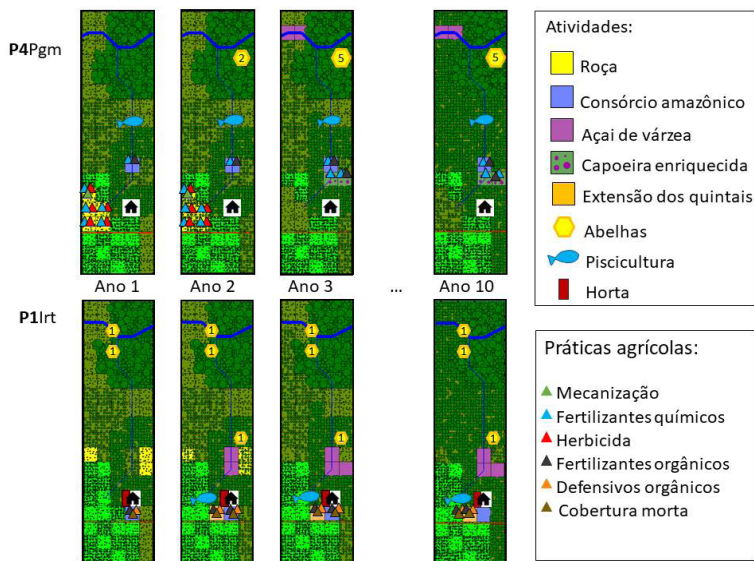 P4Pgm
2
5
5
Ano 1
Ano 2
Ano 3
...
Ano 10
P1Irt
1
1
1
1
1
1
1
1
1
1
1
Atividades:
Roça
Consórcio amazônico
Açai de várzea
Capoeira enriquecida
Extensão dos quintais
Abelhas
Piscicultura
Horta
Práticas agrícolas:
Mecanização
Fertilizantes químicos
Herbicida
Fertilizantes orgânicos
Defensivos orgânicos
Cobertura morta